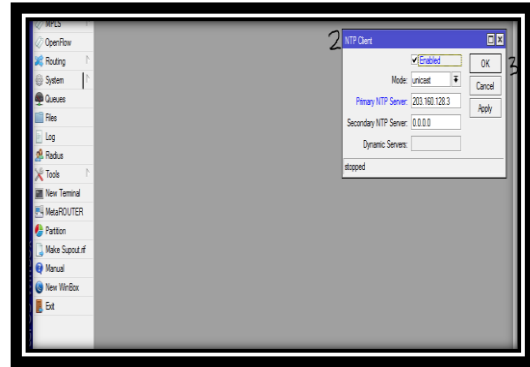 MPLS
OpenFlow
Routing
System
Queues
Files
Log
Radius
Tools
New Terminal
MetaROUTER
Partition
Make Supout.rif
Manual
New WinBox
Exit
2
NTP Client
Enabled
OK
3
Mode: unicast
Cancel
Primary NTP Server: 203.160.128.3
Apply
Secondary NTP Server: 0.0.0.0
Dynamic Servers:
stopped